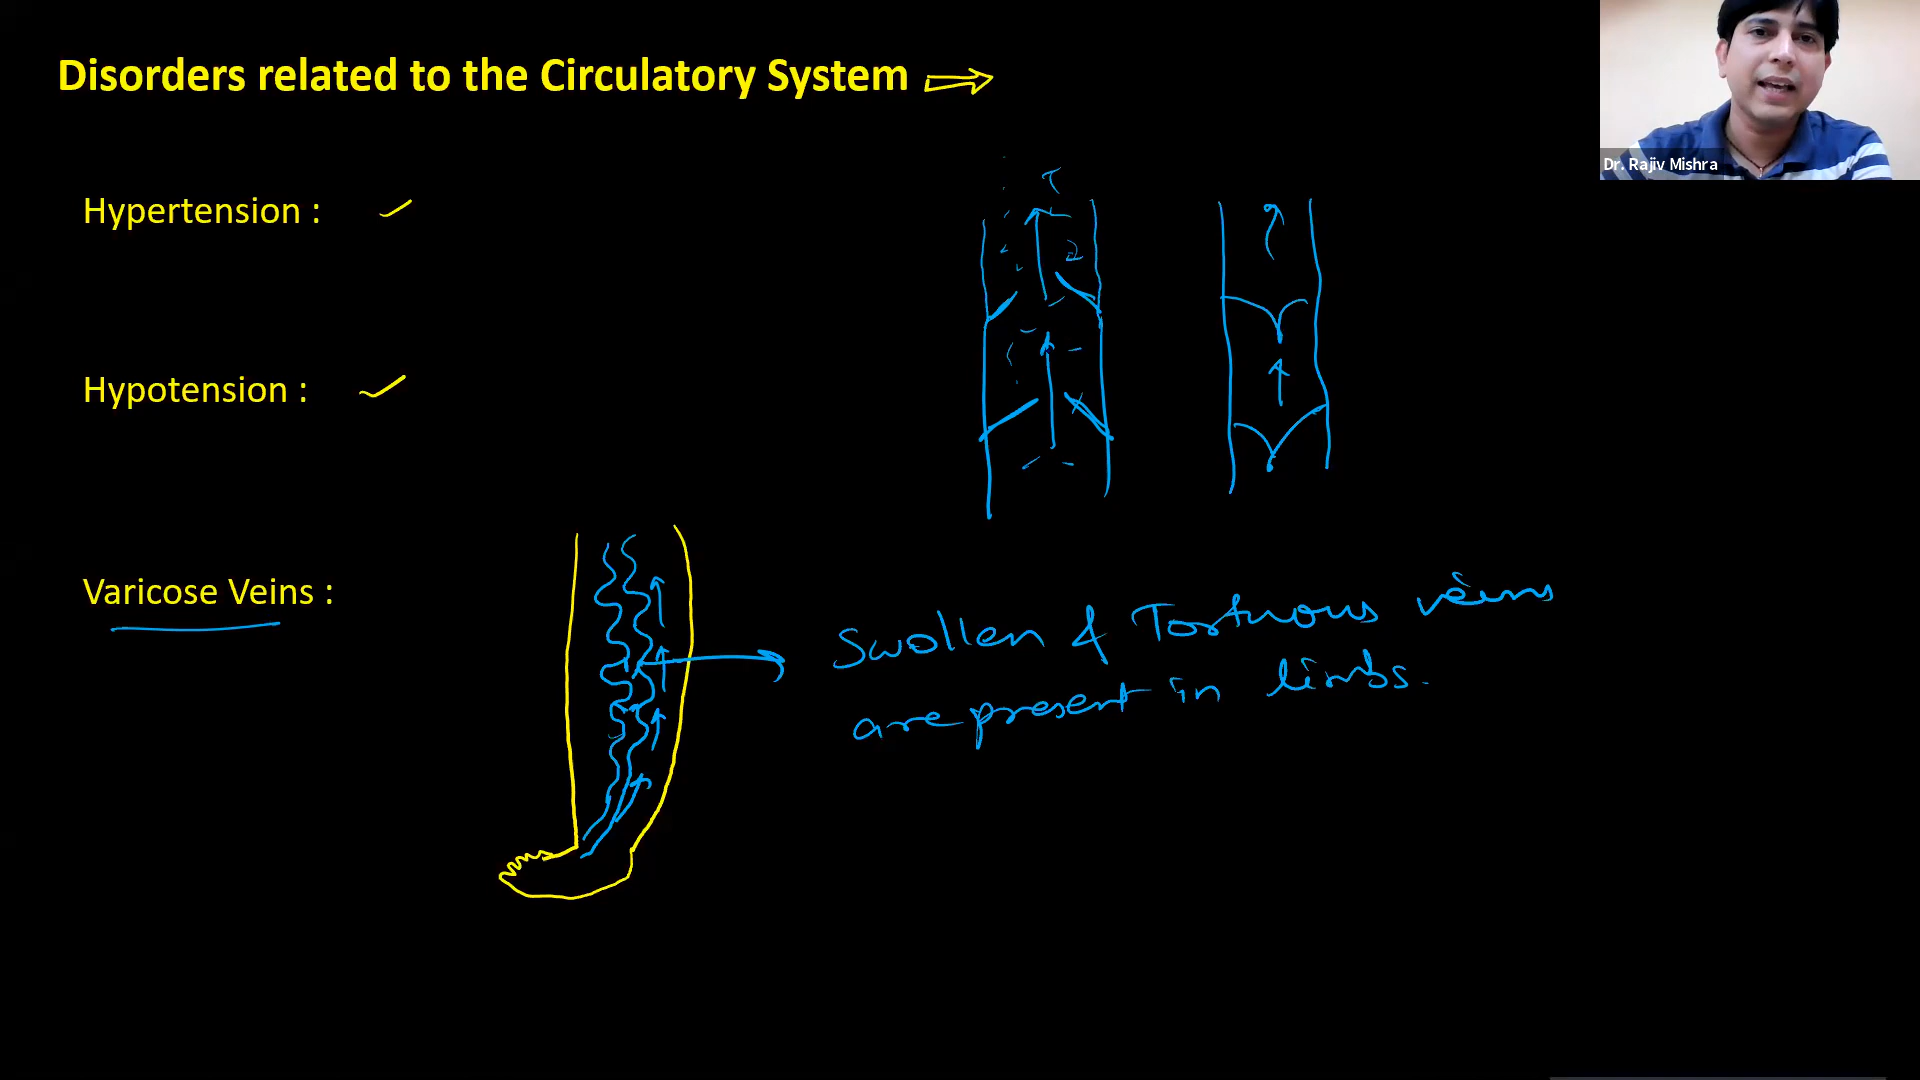 Disorders related to the Circulatory System
Dr. Rajiv Mishra
Hypertension :
Hypotension :
Varicose Veins :
Swollen & Tortuous veins
are present in limbs.